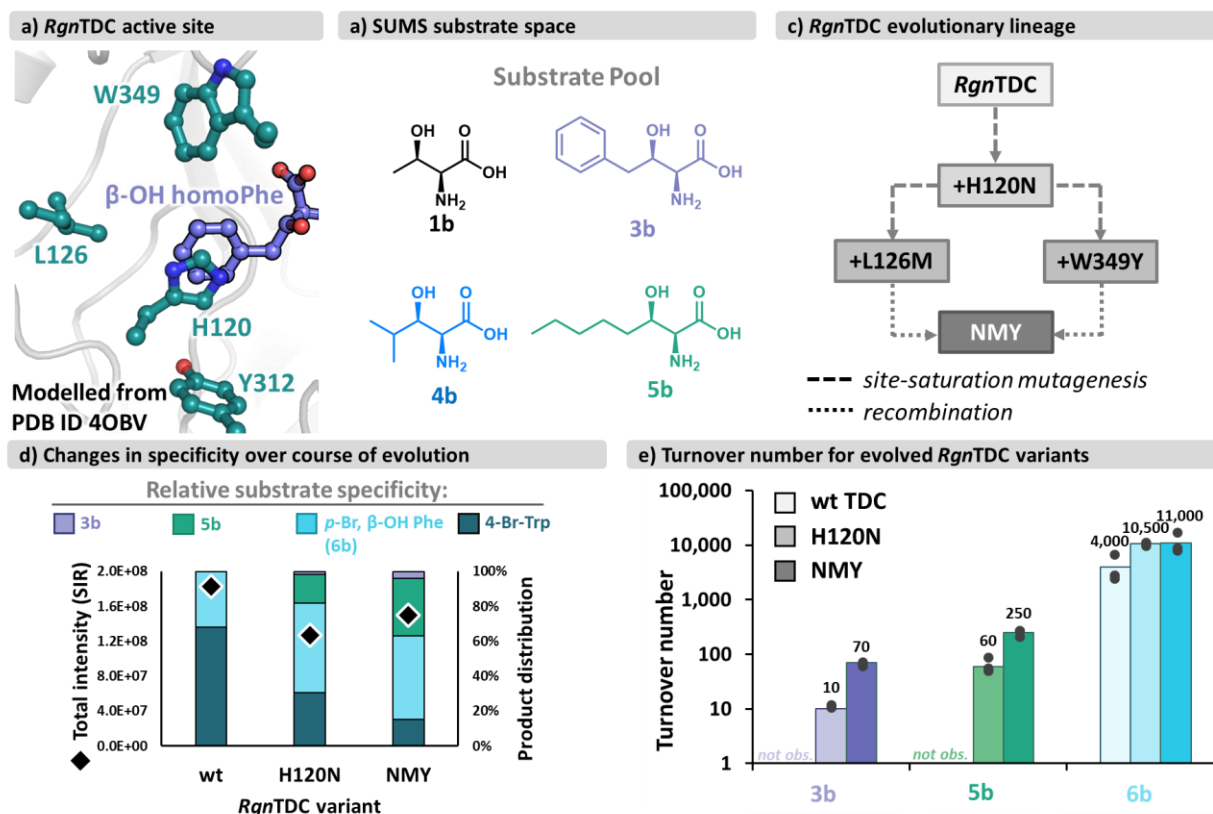 a) RgnTDC active site
W349
β-OH homoPhe
L126
H120
Y312
Modelled from
PDB ID 4OBV
a) SUMS substrate space
Substrate Pool
OH
O
OH
NH2
1b
OH
O
OH
NH2
3b
OH
O
OH
NH2
4b
OH
O
OH
NH2
5b
c) RgnTDC evolutionary lineage
RgnTDC
+H120N
+L126M
+W349Y
NMY
site-saturation mutagenesis
recombination
d) Changes in specificity over course of evolution
Relative substrate specificity:
3b
5b
p-Br, β-OH Phe
(6b)
4-Br-Trp
Total intensity (SIR)
2.0E+08
1.6E+08
1.2E+08
8.0E+07
4.0E+07
0.0E+00
100%
80%
60%
40%
20%
0%
Product distribution
wt
H120N
NMY
RgnTDC variant
e) Turnover number for evolved RgnTDC variants
Turnover number
100,000
10,000
1,000
100
10
1
wt TDC
H120N
NMY
not obs.
10
70
not obs.
60
250
4,000
10,500
11,000
3b
5b
6b